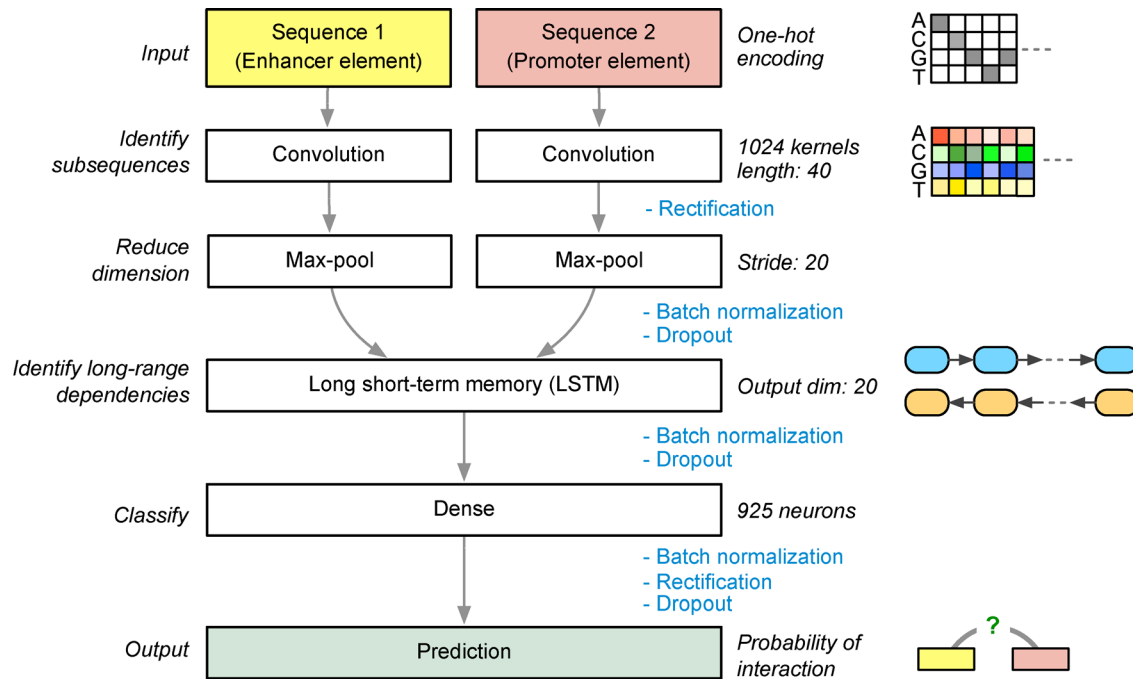 Input
Sequence 1
(Enhancer element)
Sequence 2
(Promoter element)
One-hot
encoding
A
C
G
T
Identify
subsequences
Convolution
Convolution
1024 kernels
length: 40
A
C
G
T
- Rectification
Reduce
dimension
Max-pool
Max-pool
Stride: 20
- Batch normalization
- Dropout
Identify long-range
dependencies
Long short-term memory (LSTM)
Output dim: 20
- Batch normalization
- Dropout
Classify
Dense
925 neurons
- Batch normalization
- Rectification
- Dropout
Output
Prediction
Probability of
interaction
?